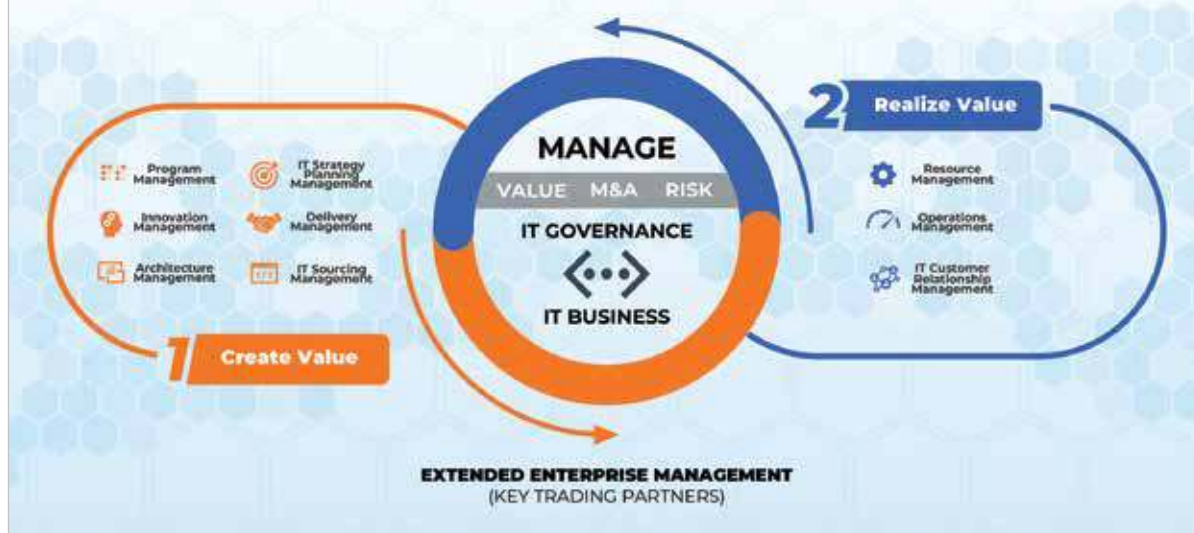 MANAGE
VALUE M&A RISK
IT GOVERNANCE
IT BUSINESS
1 Create Value
Program
Management
IT Strategy
Planning
Management
Innovation
Management
Delivery
Management
Architecture
Management
IT Sourcing
Management
2 Realize Value
Resource
Management
Operations
Management
IT Customer
Relationship
Management
EXTENDED ENTERPRISE MANAGEMENT
(KEY TRADING PARTNERS)